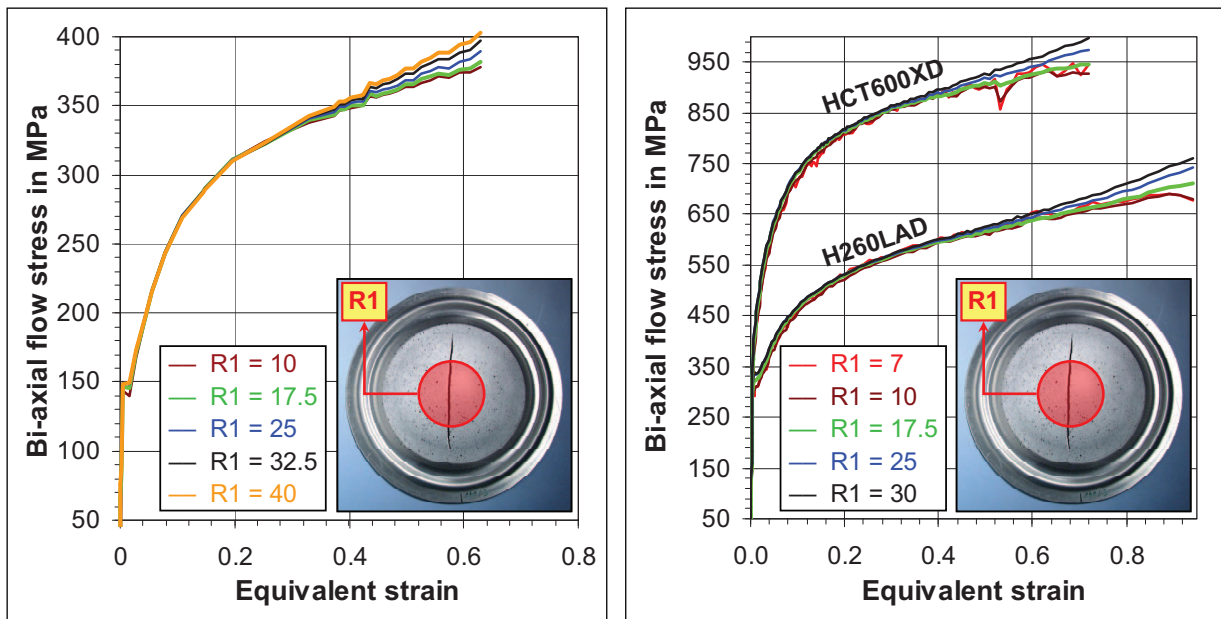 Bi-axial flow stress in MPa
400
350
300
250
200
150
100
50
0
0.2
0.4
0.6
0.8
Equivalent strain
R1
R1 = 10
R1 = 17.5
R1 = 25
R1 = 32.5
R1 = 40
Bi-axial flow stress in MPa
950
850
750
650
550
450
350
250
150
50
0.0
0.2
0.4
0.6
0.8
Equivalent strain
HCT600XD
H260LAD
R1
R1 = 7
R1 = 10
R1 = 17.5
R1 = 25
R1 = 30